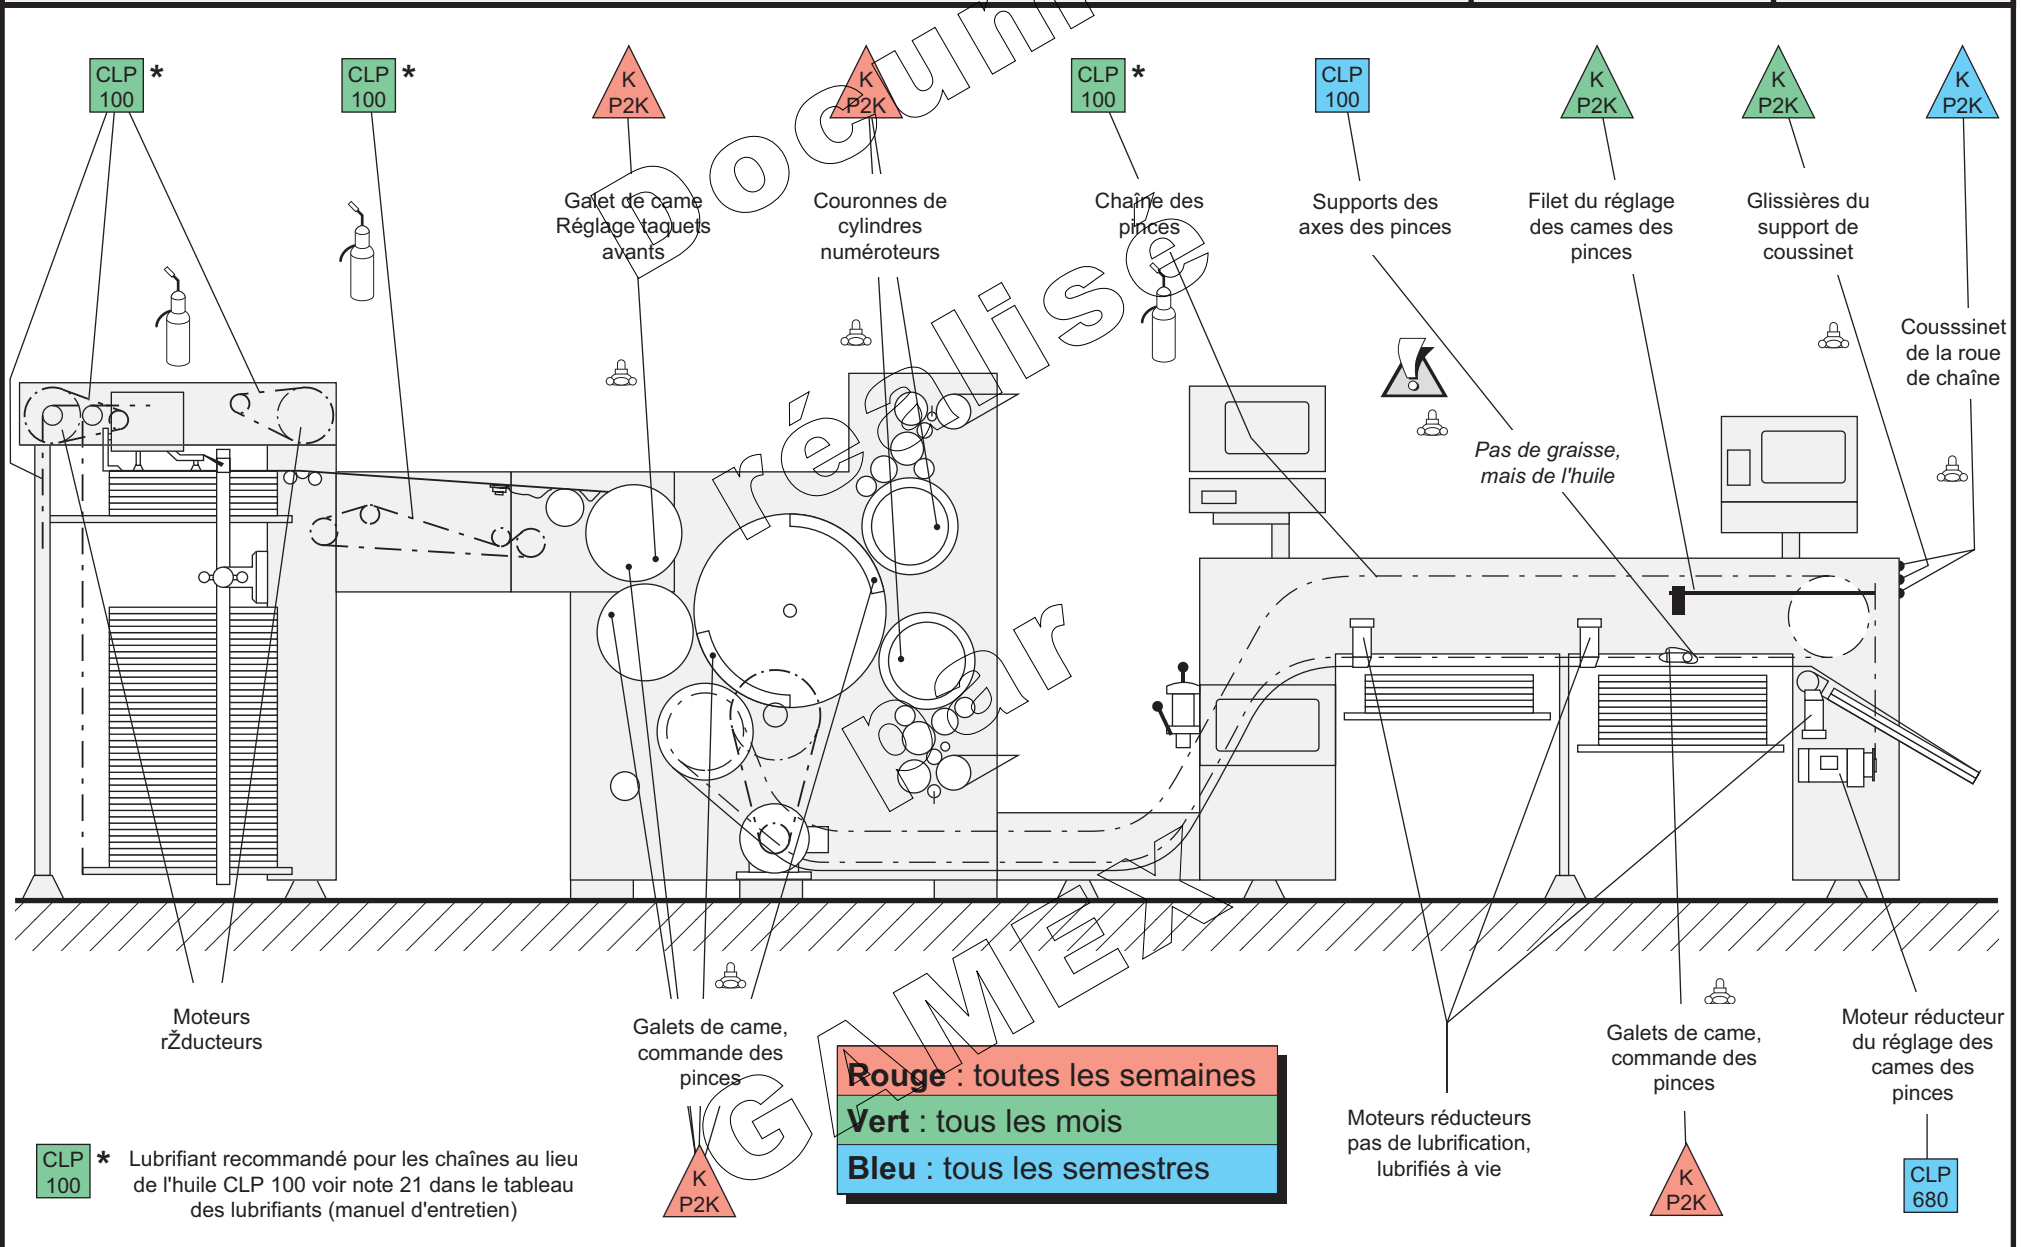 CLP
100 *
CLP
100 *
K
P2K
K
P2K
CLP
100 *
CLP
100
K
P2K
K
P2K
K
P2K
Galet de came
Réglage taquets
avants
Couronnes de
cylindres
numéroteurs
Chaîne des
pinces
Supports des
axes des pinces
Filet du réglage
des cames des
pinces
Glissières du
support de
coussinet
Cousssinet
de la roue
de chaîne
Pas de graisse,
mais de l'huile
Document
réalisé
par
GAMEX
Moteurs
rŽducteurs
Galets de came,
commande des
pinces
K
P2K
Rouge : toutes les semaines
Vert : tous les mois
Bleu : tous les semestres
Moteurs réducteurs
pas de lubrification,
lubrifiés à vie
Galets de came,
commande des
pinces
K
P2K
Moteur réducteur
du réglage des
cames des
pinces
CLP
680
CLP
100 *
Lubrifiant recommandé pour les chaînes au lieu
de l'huile CLP 100 voir note 21 dans le tableau
des lubrifiants (manuel d'entretien)